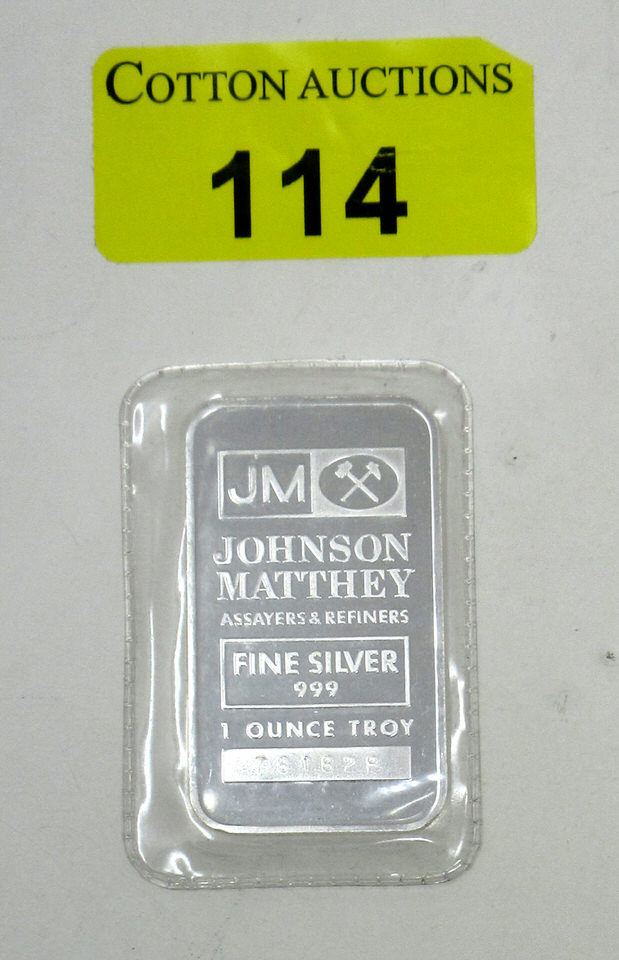 COTTON AUCTIONS
114
JM
JOHNSON
MATTHEY
ASSAYERS & REFINERS
FINE SILVER
999
1 OUNCE TROY